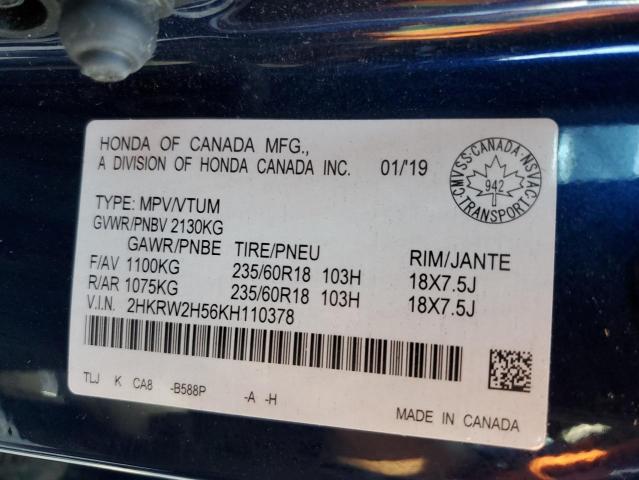 HONDA OF CANADA MFG.,
A DIVISION OF HONDA CANADA INC. 01/'19
CMVSS·CANADA·NSVAC
942
TRANSPORT
TYPE: MPV/VTUM
GVWR/PNBV 2130KG
GAWR/PNBE TIRE/PNEU RIM/JANTE
F/AV 1100KG 235/60R18 103H 18X7.5J
R/AR 1075KG 235/60R18 103H 18X7.5J
V.I.N. 2HKRW2H56KH110378
TLJ K CA8 -B588P -A -H
MADE IN CANADA